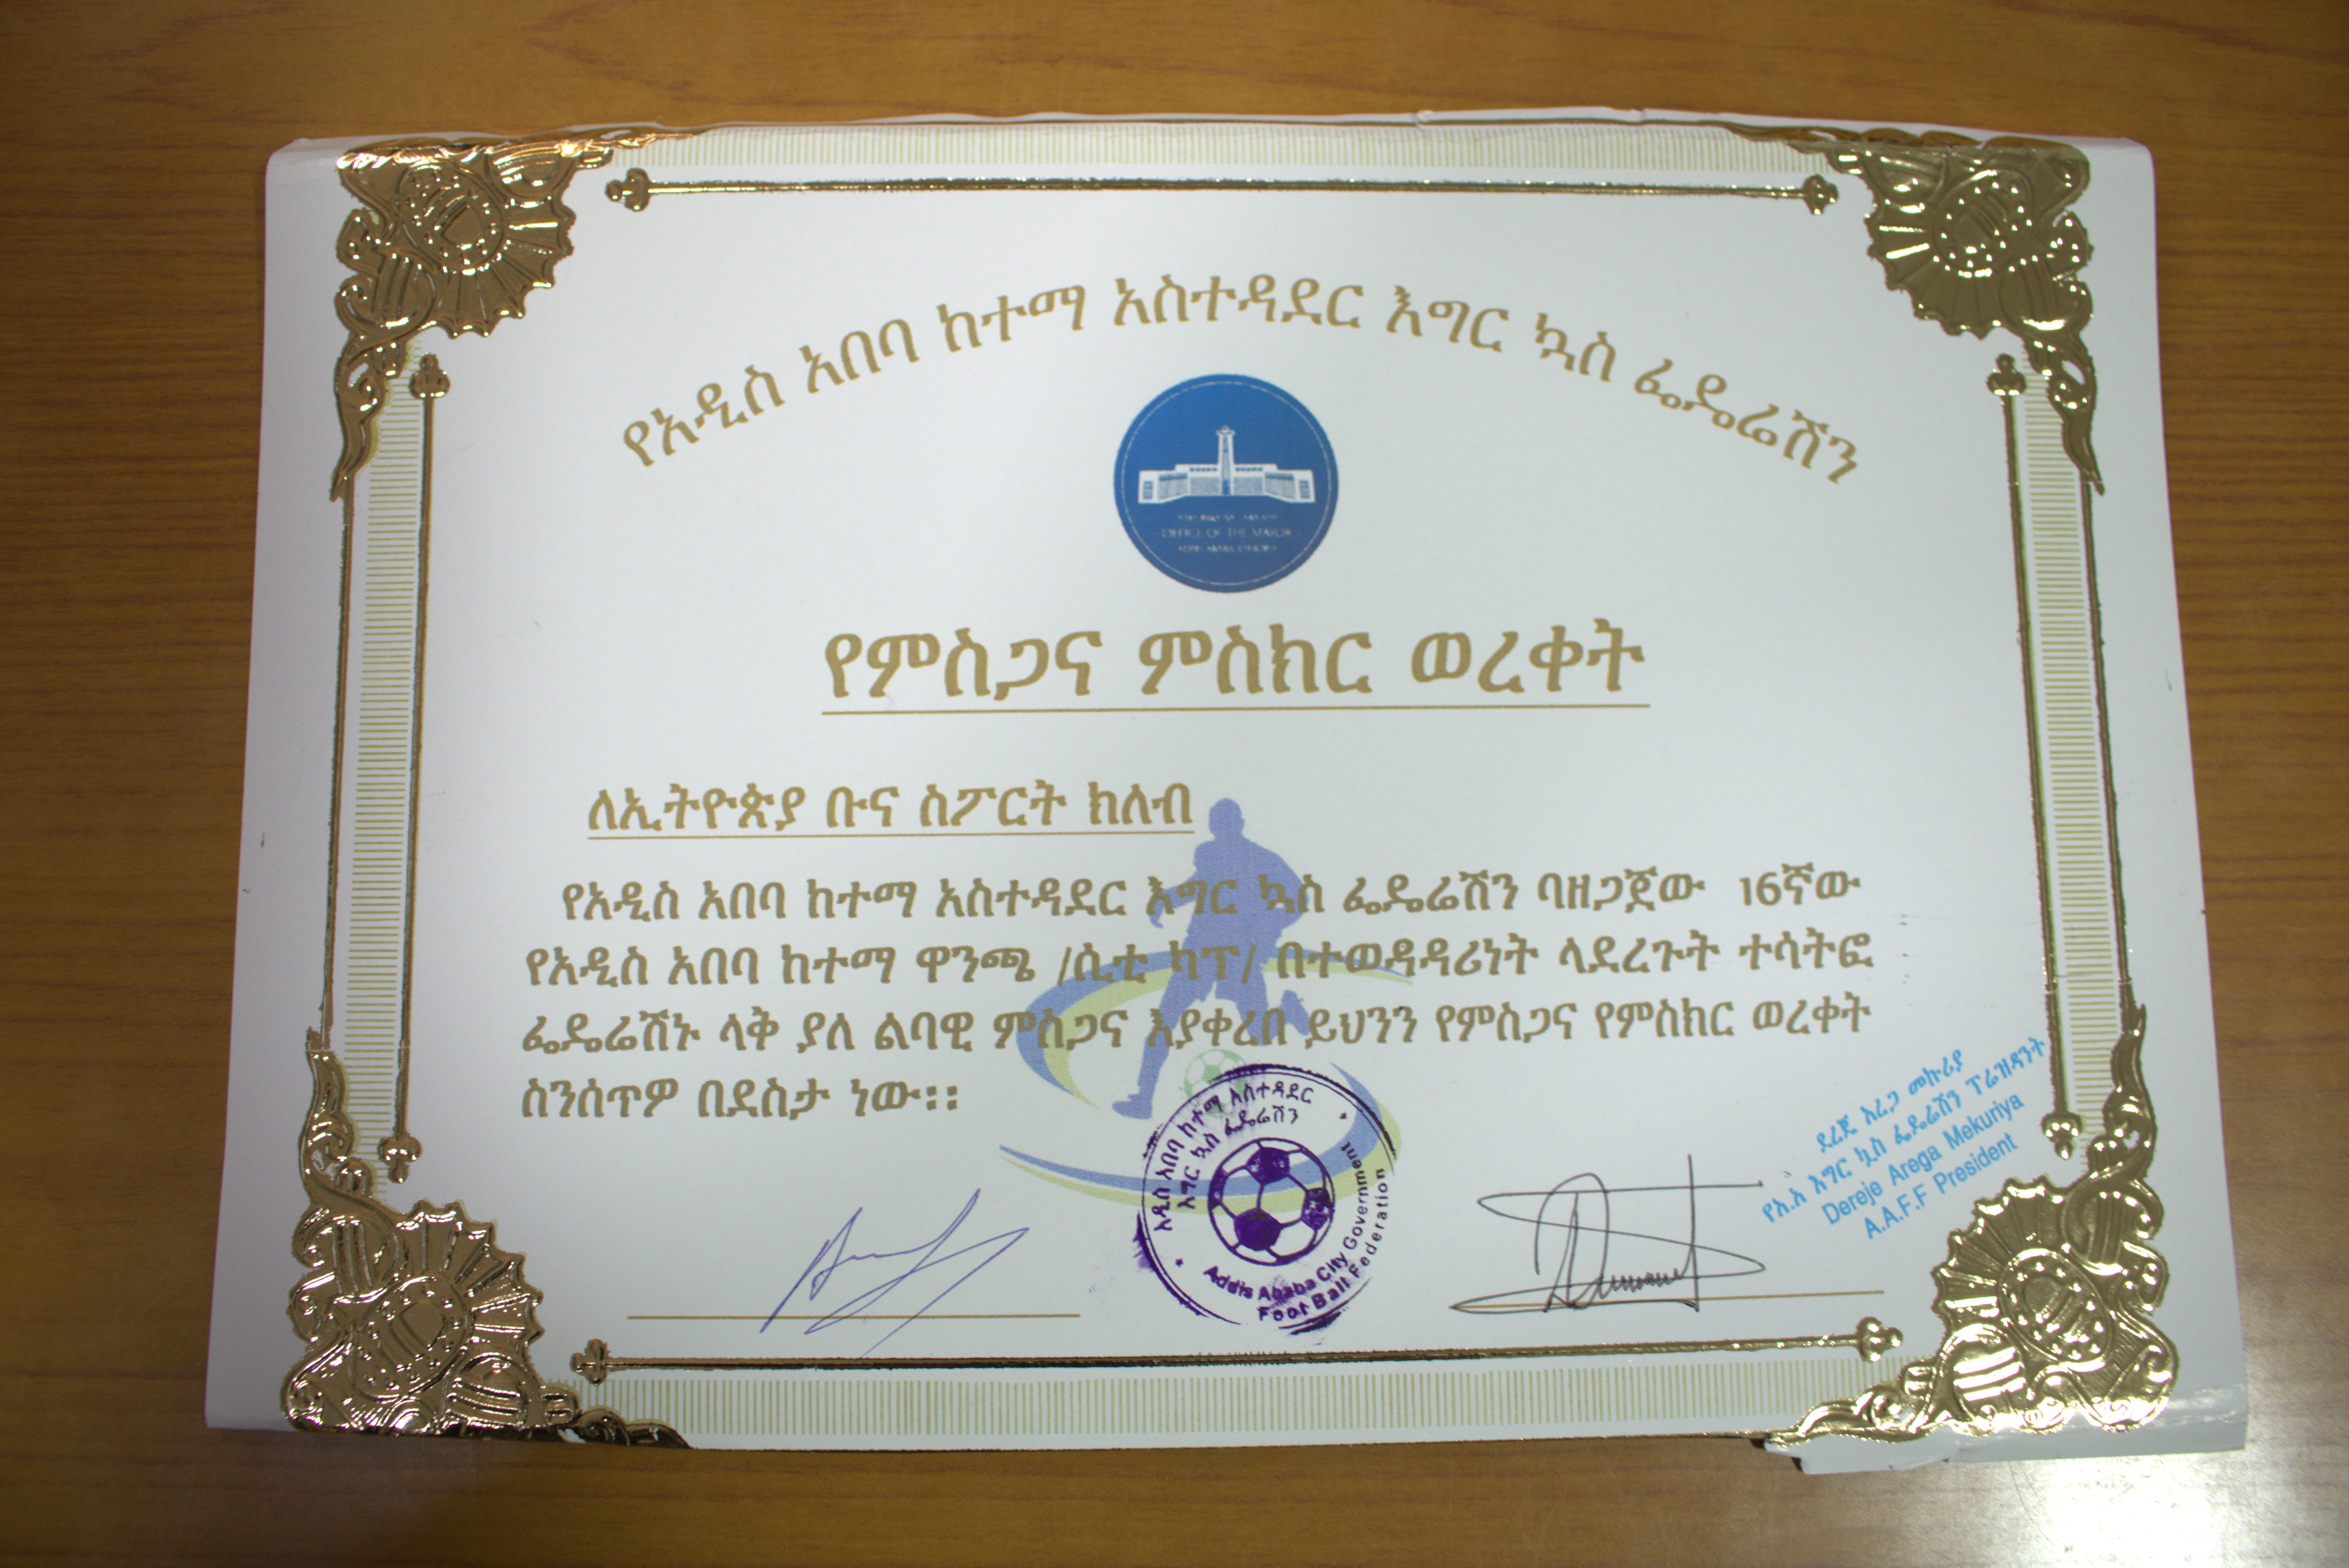 የአዲስ አበባ ከተማ አስተዳደር እግር ኳስ ፌዴሬሽን
OFFICE OF THE MAYOR
የምስጋና ምስክር ወረቀት
ለኢትዮጵያ ቡና ስፖርት ክለብ
የአዲስ አበባ ከተማ አስተዳደር እግር ኳስ ፌዴሬሽን ባዘጋጀው 16ኛው
የአዲስ አበባ ከተማ ዋንጫ /ሲቲ ካፕ/ በተወዳዳሪነት ላደረጉት ተሳትፎ
ፌዴሬሽኑ ላቅ ያለ ልባዊ ምስጋና እያቀረበ ይህንን የምስጋና የምስክር ወረቀት
ስንሰጥዎ በደስታ ነው፡፡
አዲስ አበባ ከተማ አስተዳደር
እግር ኳስ ፌዴሬሽን
Addis Ababa City Government
Foot Ball Federation
ደረጄ አረጋ መኩሪያ
የአ.አ እግር ኳስ ፌዴሬሽን ፕሬዝዳንት
Dereje Arega Mekuriya
A.A.F.F President